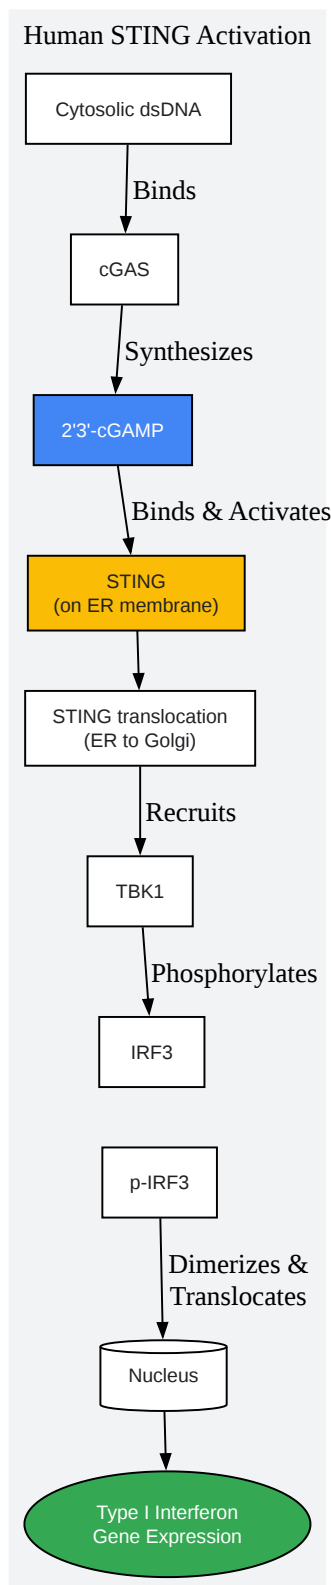 Human STING Activation
Cytosolic dsDNA
Binds
cGAS
Synthesizes
2'3'-cGAMP
Binds & Activates
STING
(on ER membrane)
STING translocation
(ER to Golgi)
Recruits
TBK1
Phosphorylates
IRF3
p-IRF3
Dimerizes &
Translocates
Nucleus
Type I Interferon
Gene Expression